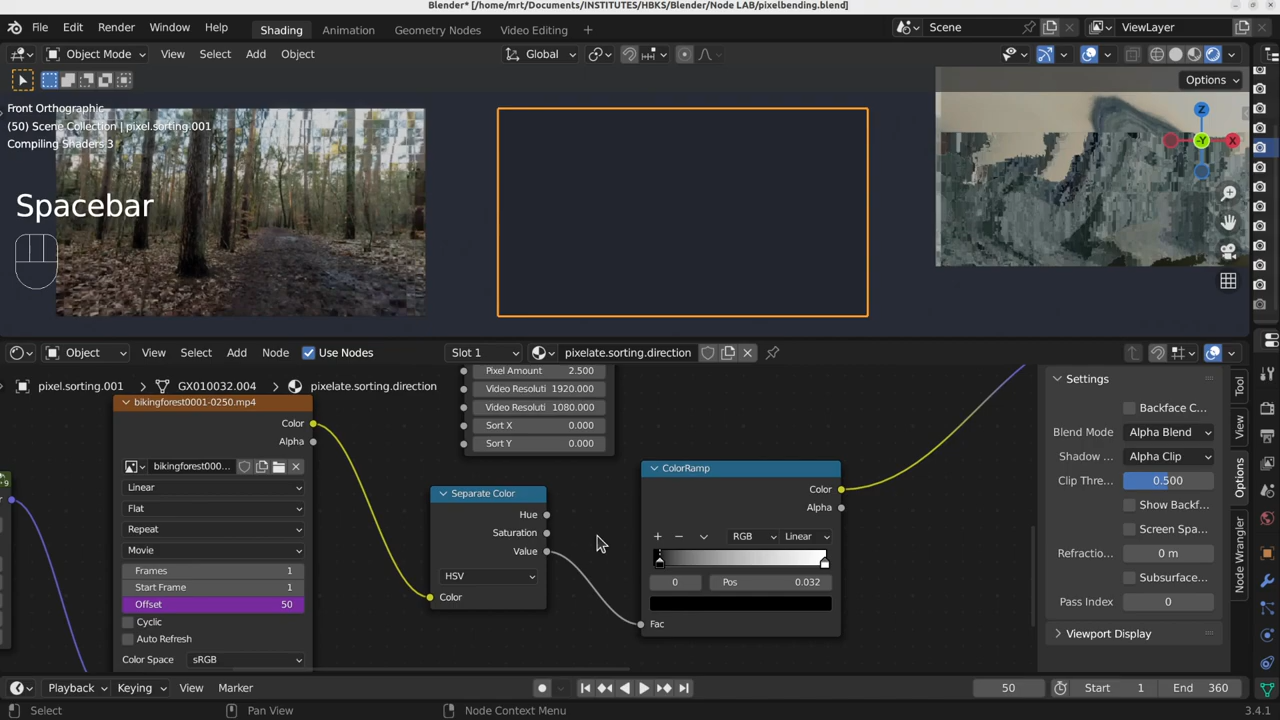 Blender* [/home/mrt/Documents/INSTITUTES/HBKS/Blender/Node LAB/pixelbending.blend]
File Edit Render Window Help Shading Animation Geometry Nodes Video Editing + Scene ViewLayer
Object Mode View Select Add Object Global
Options
Front Orthographic
(50) Scene Collection | pixel.sorting.001
Compiling Shaders 3
Z
-Y
X
Spacebar
Object View Select Add Node Use Nodes Slot 1 pixelate.sorting.direction
pixel.sorting.001 GX010032.004 pixelate.sorting.direction
Pixel Amount 2.500
Video Resoluti 1920.000
Video Resoluti 1080.000
Sort X 0.000
Sort Y 0.000
bikingforest0001-0250.mp4
Color
Alpha
bikingforest000...
Linear
Flat
Repeat
Movie
Frames 1
Start Frame 1
Offset 50
Cyclic
Auto Refresh
Color Space sRGB
Separate Color
Hue
Saturation
Value
HSV
Color
ColorRamp
Color
Alpha
RGB Linear
0 Pos 0.032
Fac
Settings
Backface C...
Blend Mode Alpha Blend
Shadow ... Alpha Clip
Clip Thre... 0.500
Show Backf...
Screen Spa...
Refractio... 0 m
Subsurface...
Pass Index 0
Viewport Display
Tool
View
Options
Node Wrangler
Playback Keying View Marker 50 Start 1 End 360
Select Pan View Node Context Menu 3.4.1